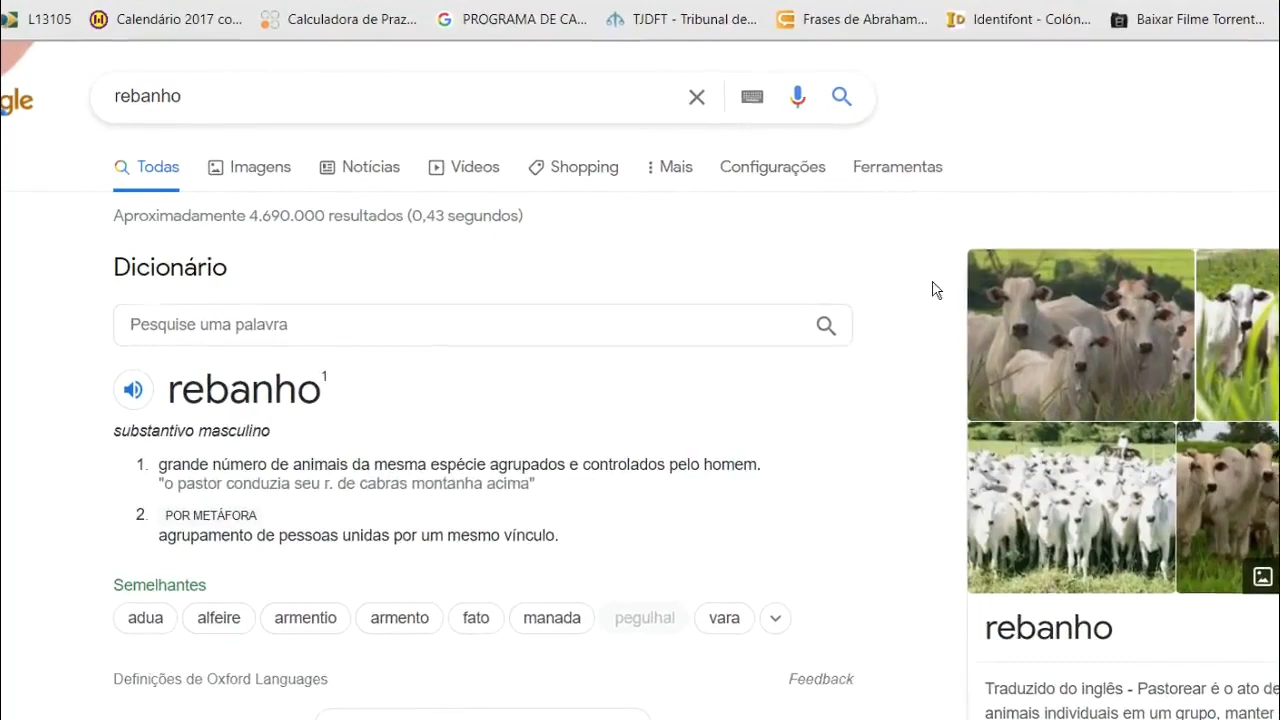 L13105
Calendário 2017 co...
Calculadora de Praz...
PROGRAMA DE CA...
TJDFT - Tribunal de...
Frases de Abraham...
Identifont - Colón...
Baixar Filme Torrent...
gle
rebanho
Todas
Imagens
Notícias
Vídeos
Shopping
Mais
Configurações
Ferramentas
Aproximadamente 4.690.000 resultados (0,43 segundos)
Dicionário
Pesquise uma palavra
rebanho¹
substantivo masculino
1. grande número de animais da mesma espécie agrupados e controlados pelo homem.
"o pastor conduzia seu r. de cabras montanha acima"
2. POR METÁFORA
agrupamento de pessoas unidas por um mesmo vínculo.
Semelhantes
adua
alfeire
armentio
armento
fato
manada
pegulhal
vara
Definições de Oxford Languages
Feedback
rebanho
Traduzido do inglês - Pastorear é o ato de
animais individuais em um grupo, manter